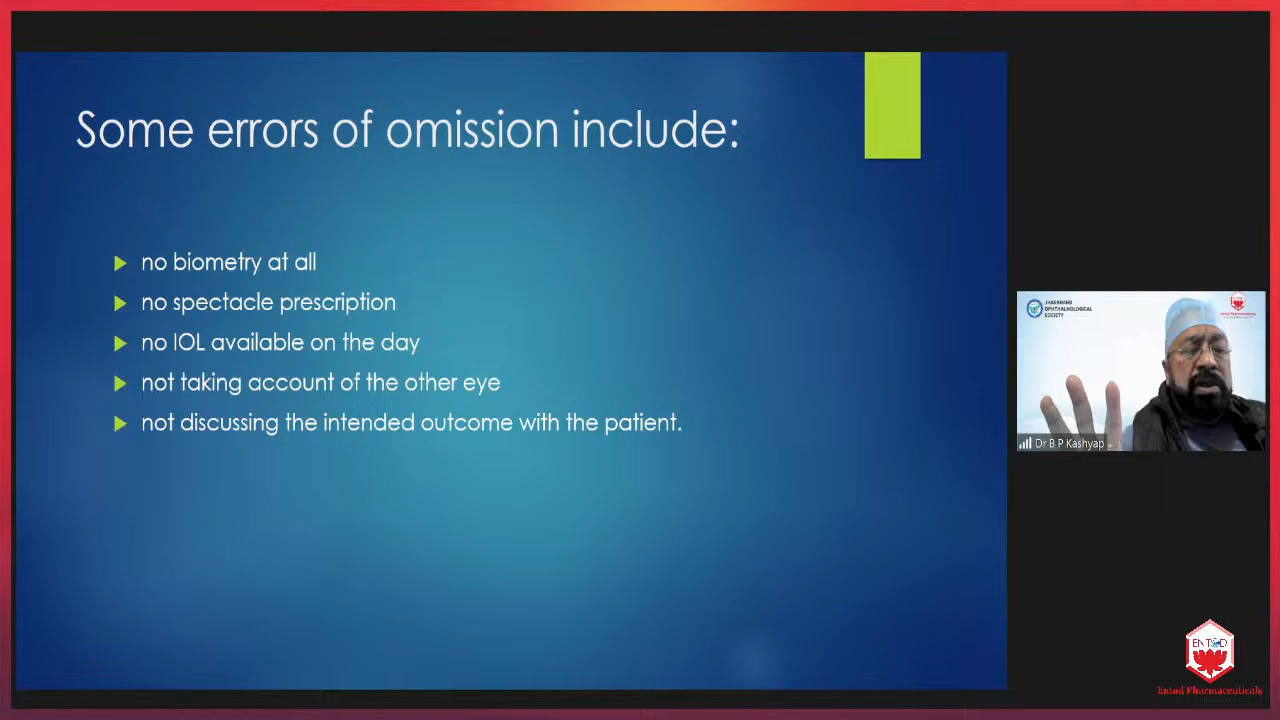 Some errors of omission include:
no biometry at all
no spectacle prescription
no IOL available on the day
not taking account of the other eye
not discussing the intended outcome with the patient.
JHARKHAND
OPHTHALMOLOGICAL
SOCIETY
Dr B P Kashyap
ENTOD
Entod Pharmaceuticals